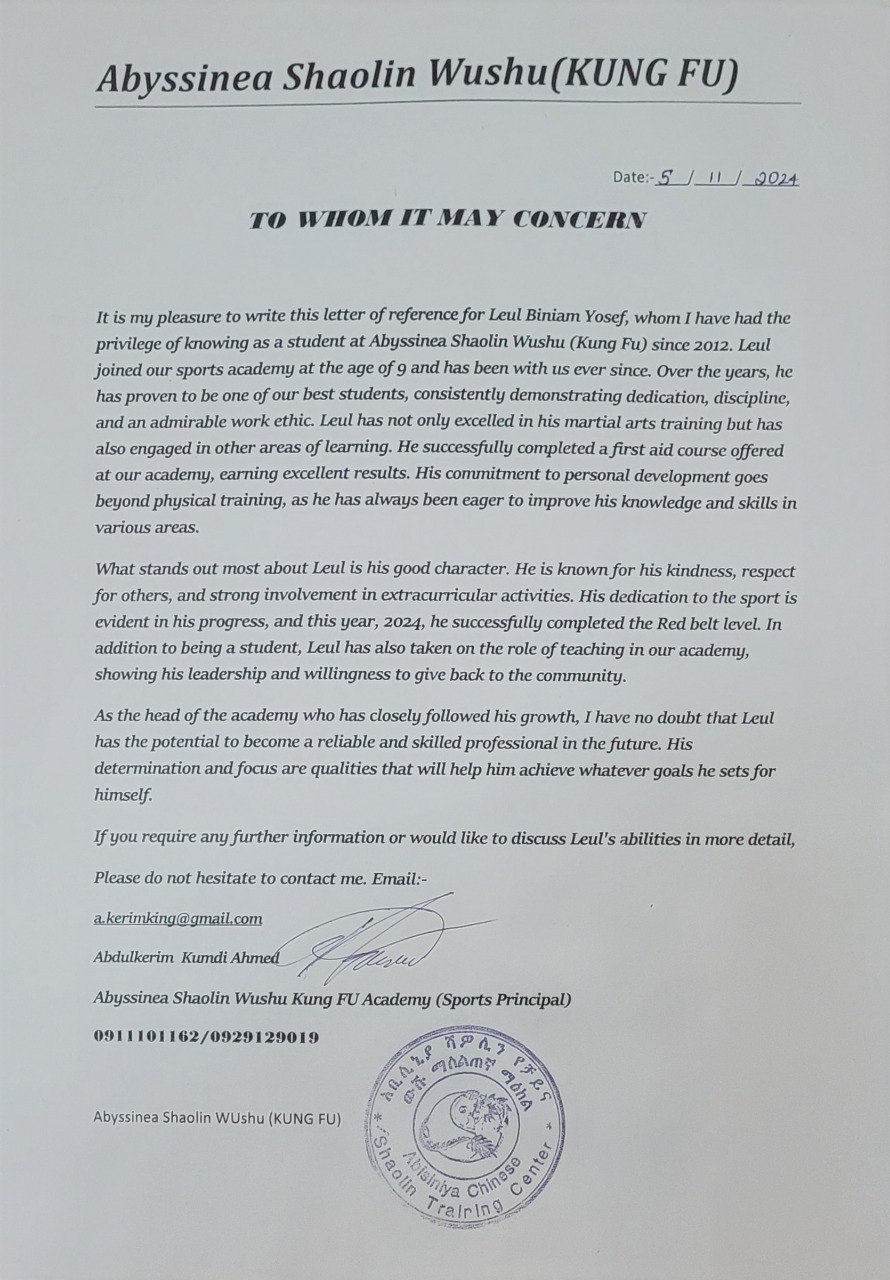 Abyssinea Shaolin Wushu(KUNG FU)
Date:- 5 / 11 / 2024
TO WHOM IT MAY CONCERN
It is my pleasure to write this letter of reference for Leul Biniam Yosef, whom I have had the
privilege of knowing as a student at Abyssinea Shaolin Wushu (Kung Fu) since 2012. Leul
joined our sports academy at the age of 9 and has been with us ever since. Over the years, he
has proven to be one of our best students, consistently demonstrating dedication, discipline,
and an admirable work ethic. Leul has not only excelled in his martial arts training but has
also engaged in other areas of learning. He successfully completed a first aid course offered
at our academy, earning excellent results. His commitment to personal development goes
beyond physical training, as he has always been eager to improve his knowledge and skills in
various areas.
What stands out most about Leul is his good character. He is known for his kindness, respect
for others, and strong involvement in extracurricular activities. His dedication to the sport is
evident in his progress, and this year, 2024, he successfully completed the Red belt level. In
addition to being a student, Leul has also taken on the role of teaching in our academy,
showing his leadership and willingness to give back to the community.
As the head of the academy who has closely followed his growth, I have no doubt that Leul
has the potential to become a reliable and skilled professional in the future. His
determination and focus are qualities that will help him achieve whatever goals he sets for
himself.
If you require any further information or would like to discuss Leul's abilities in more detail,
Please do not hesitate to contact me. Email:-
a.kerimking@gmail.com
Abdulkerim Kumdi Ahmed
Abyssinea Shaolin Wushu Kung FU Academy (Sports Principal)
0911101162/0929129019
Abyssinea Shaolin WUshu (KUNG FU)
* አቢሲኒያ ሻዎሊን የቻይና *
ውሹ ማሰልጠኛ ማዕከል
Abisiniya Chinese
Shaolin Training Center